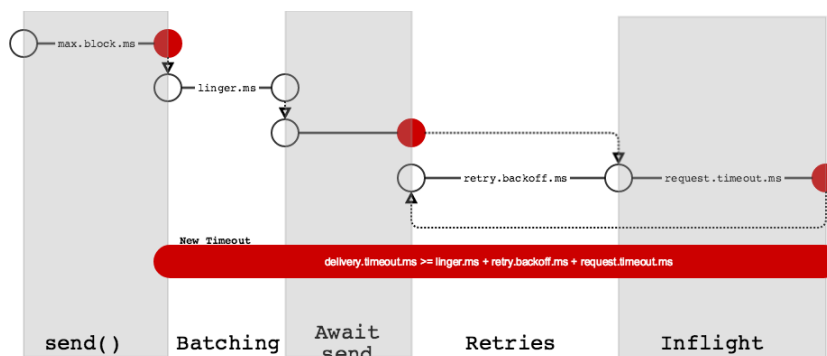 max.block.ms
linger.ms
retry.backoff.ms
request.timeout.ms
New Timeout
delivery.timeout.ms >= linger.ms + retry.backoff.ms + request.timeout.ms
send()
Batching
Await
send
Retries
Inflight